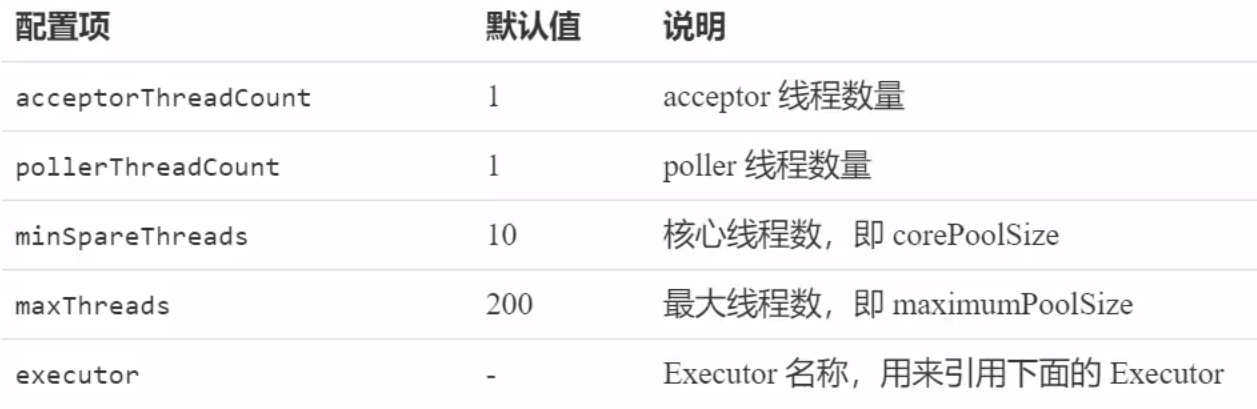 配置项 默认值 说明
acceptorThreadCount 1 acceptor 线程数量
pollerThreadCount 1 poller 线程数量
minSpareThreads 10 核心线程数，即 corePoolSize
maxThreads 200 最大线程数，即 maximumPoolSize
executor - Executor 名称，用来引用下面的 Executor